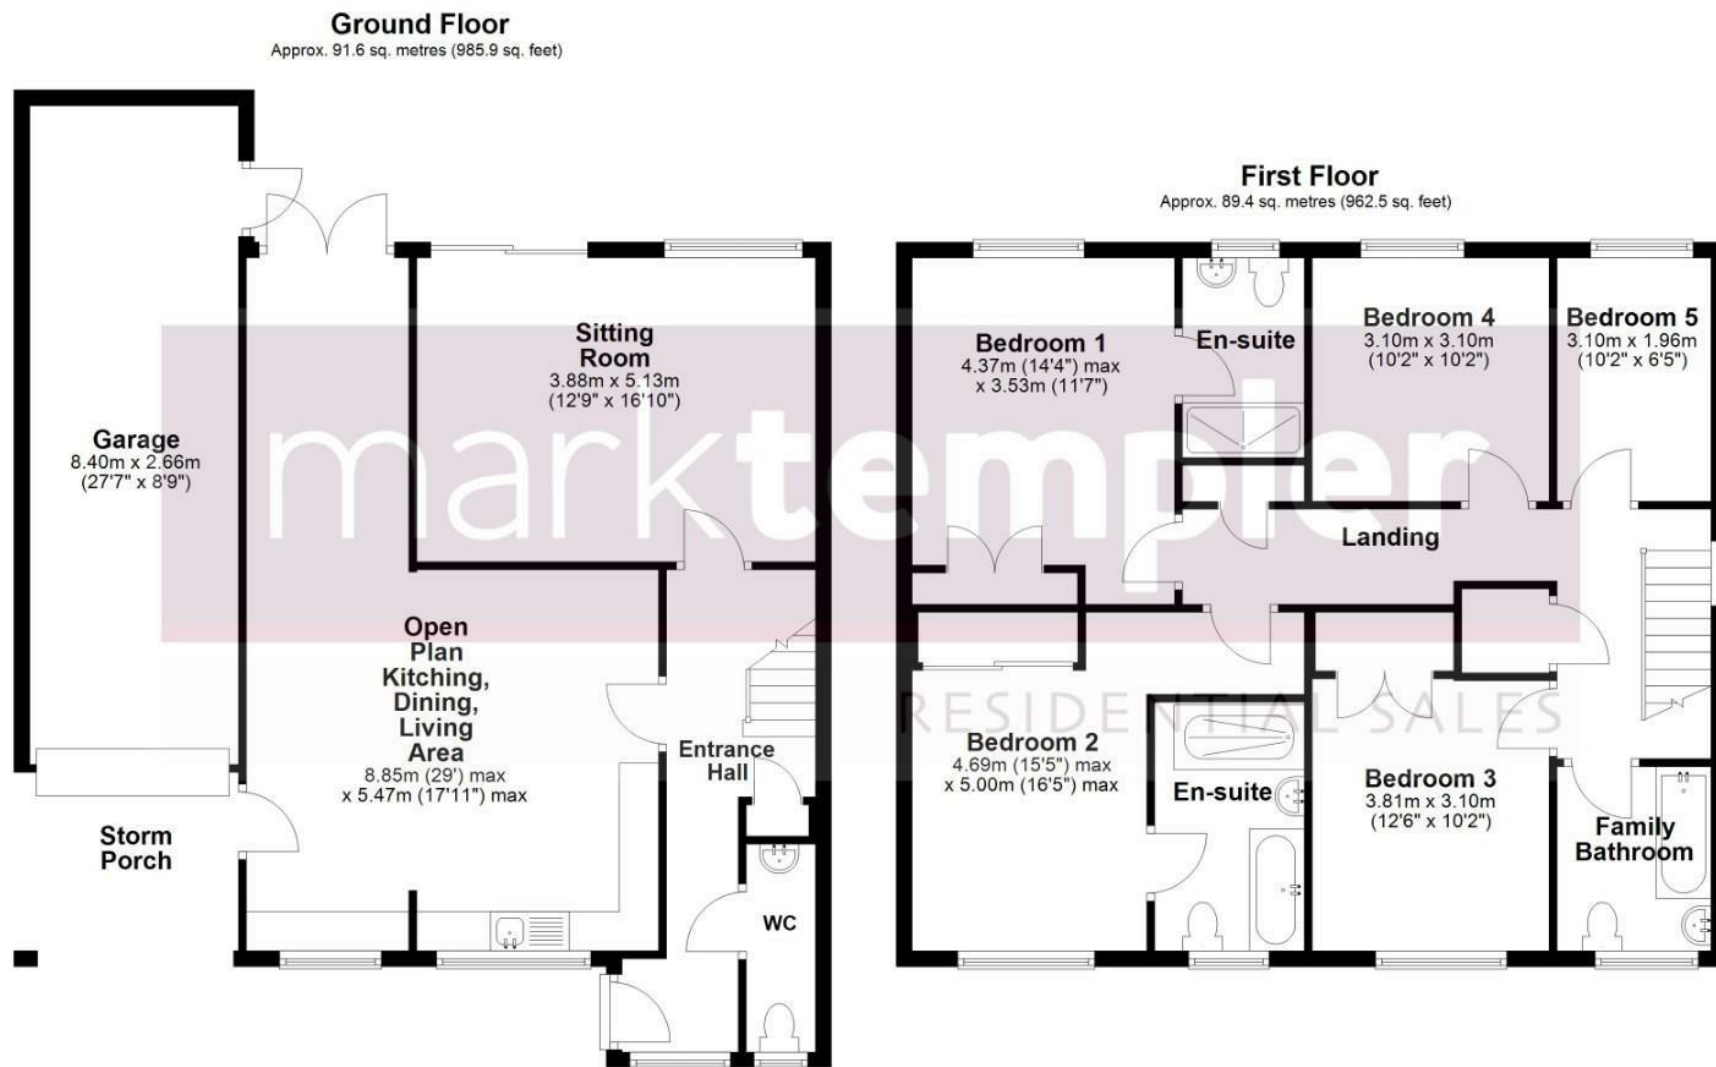 Ground Floor
Approx. 91.6 sq. metres (985.9 sq. feet)
Garage
8.40m x 2.66m
(27'7" x 8'9")
Sitting
Room
3.88m x 5.13m
(12'9" x 16'10")
Open
Plan
Kitching,
Dining,
Living
Area
8.85m (29') max
x 5.47m (17'11") max
Entrance
Hall
Storm
Porch
WC
First Floor
Approx. 89.4 sq. metres (962.5 sq. feet)
Bedroom 1
4.37m (14'4") max
x 3.53m (11'7")
En-suite
Bedroom 4
3.10m x 3.10m
(10'2" x 10'2")
Bedroom 5
3.10m x 1.96m
(10'2" x 6'5")
Landing
Bedroom 2
4.69m (15'5") max
x 5.00m (16'5") max
En-suite
Bedroom 3
3.81m x 3.10m
(12'6" x 10'2")
Family
Bathroom
marktempler
RESIDENTIAL SALES